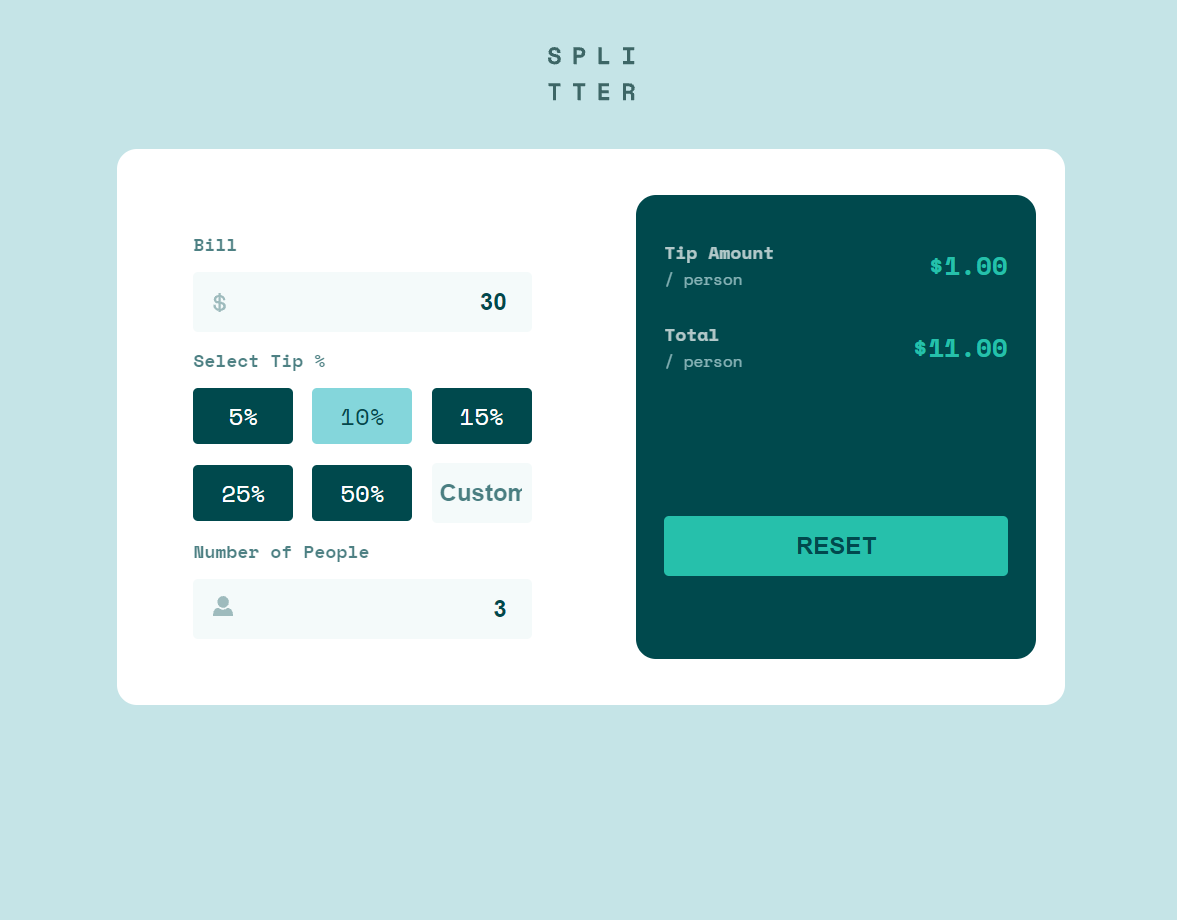 SPLI
TTER
Bill
$ 30
Select Tip %
5% 10% 15%
25% 50% Custom
Number of People
3
Tip Amount
/ person
$1.00
Total
/ person
$11.00
RESET